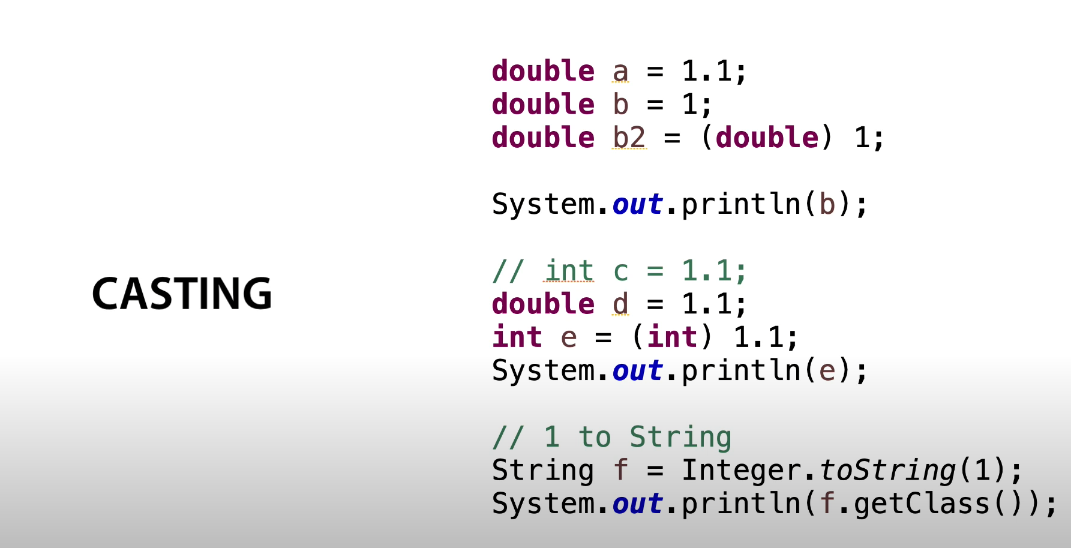 CASTING
double a = 1.1;
double b = 1;
double b2 = (double) 1;
System.out.println(b);
// int c = 1.1;
double d = 1.1;
int e = (int) 1.1;
System.out.println(e);
// 1 to String
String f = Integer.toString(1);
System.out.println(f.getClass());